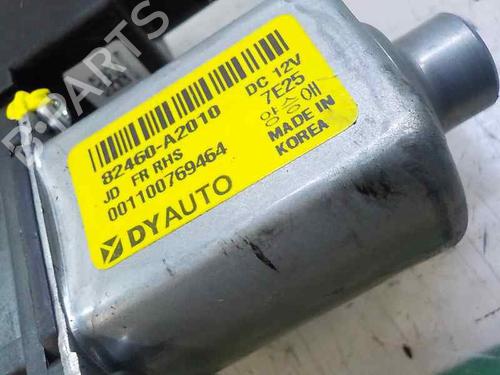 82460-A2010
DC 12V
JD FR RHS
7E25
001100769464
DYAUTO
MADE IN
KOREA
B-PARTS